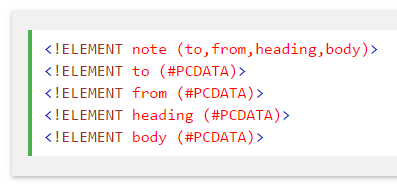 <!ELEMENT note (to,from,heading,body)>
<!ELEMENT to (#PCDATA)>
<!ELEMENT from (#PCDATA)>
<!ELEMENT heading (#PCDATA)>
<!ELEMENT body (#PCDATA)>